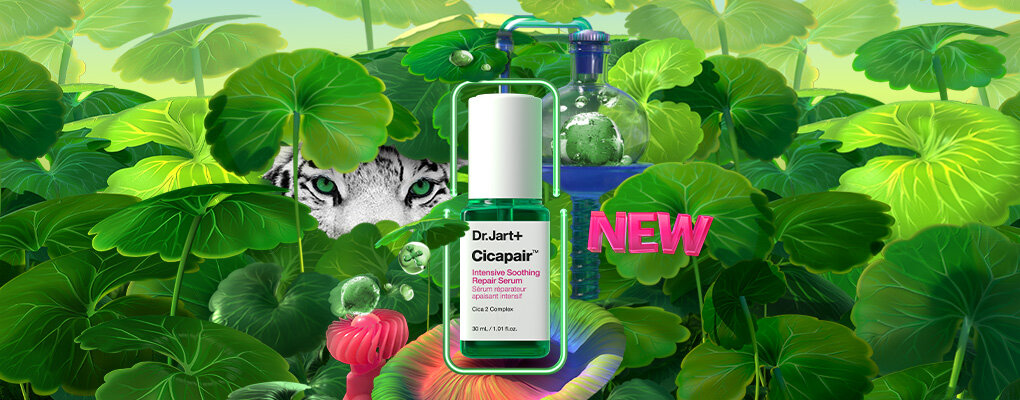 Dr.Jart+
Cicapair™
Intensive Soothing
Repair Serum
Sérum réparateur
apaisant intensif
Cica 2 Complex
30 mL / 1.01 fl.oz.
NEW